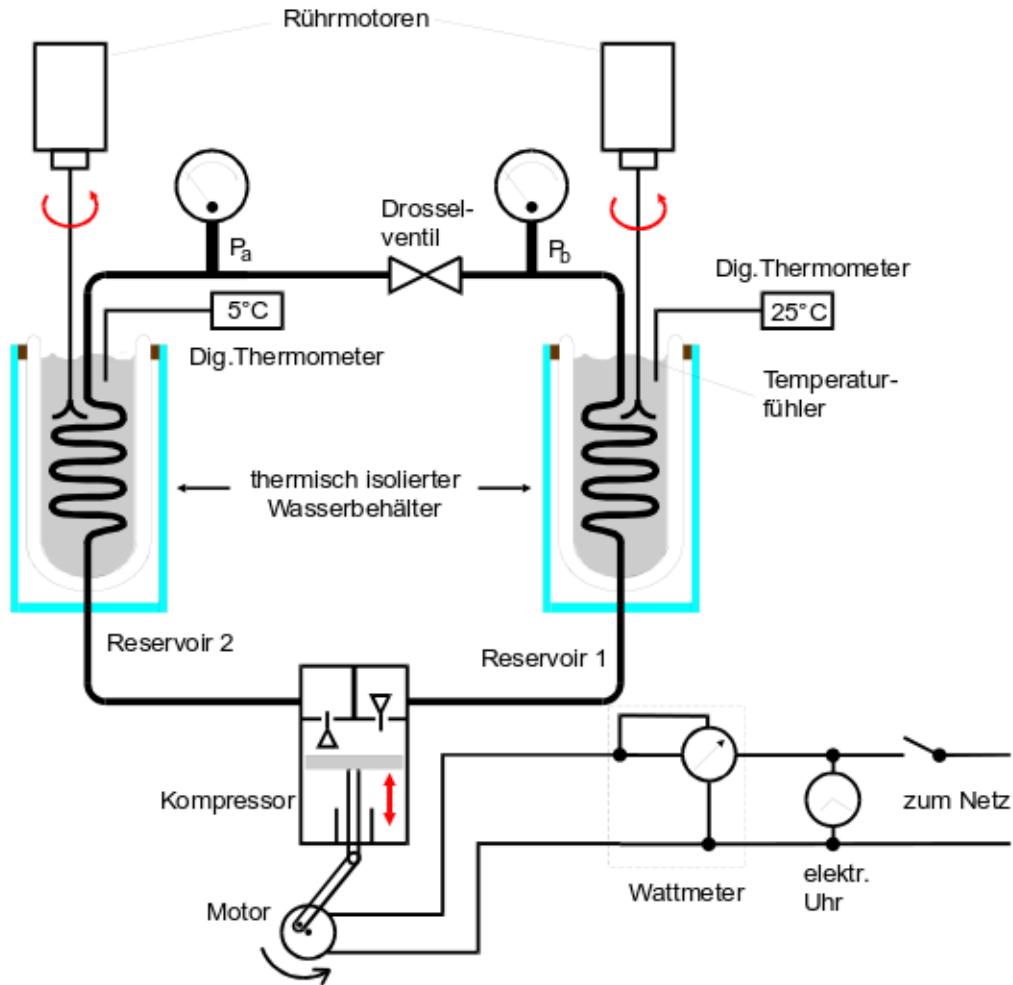 Rührmotoren
Drossel-
ventil
Pa
Pb
Dig.Thermometer
5°C
25°C
Dig.Thermometer
Temperatur-
fühler
thermisch isolierter
Wasserbehälter
Reservoir 2
Reservoir 1
Kompressor
zum Netz
Wattmeter
elektr.
Uhr
Motor